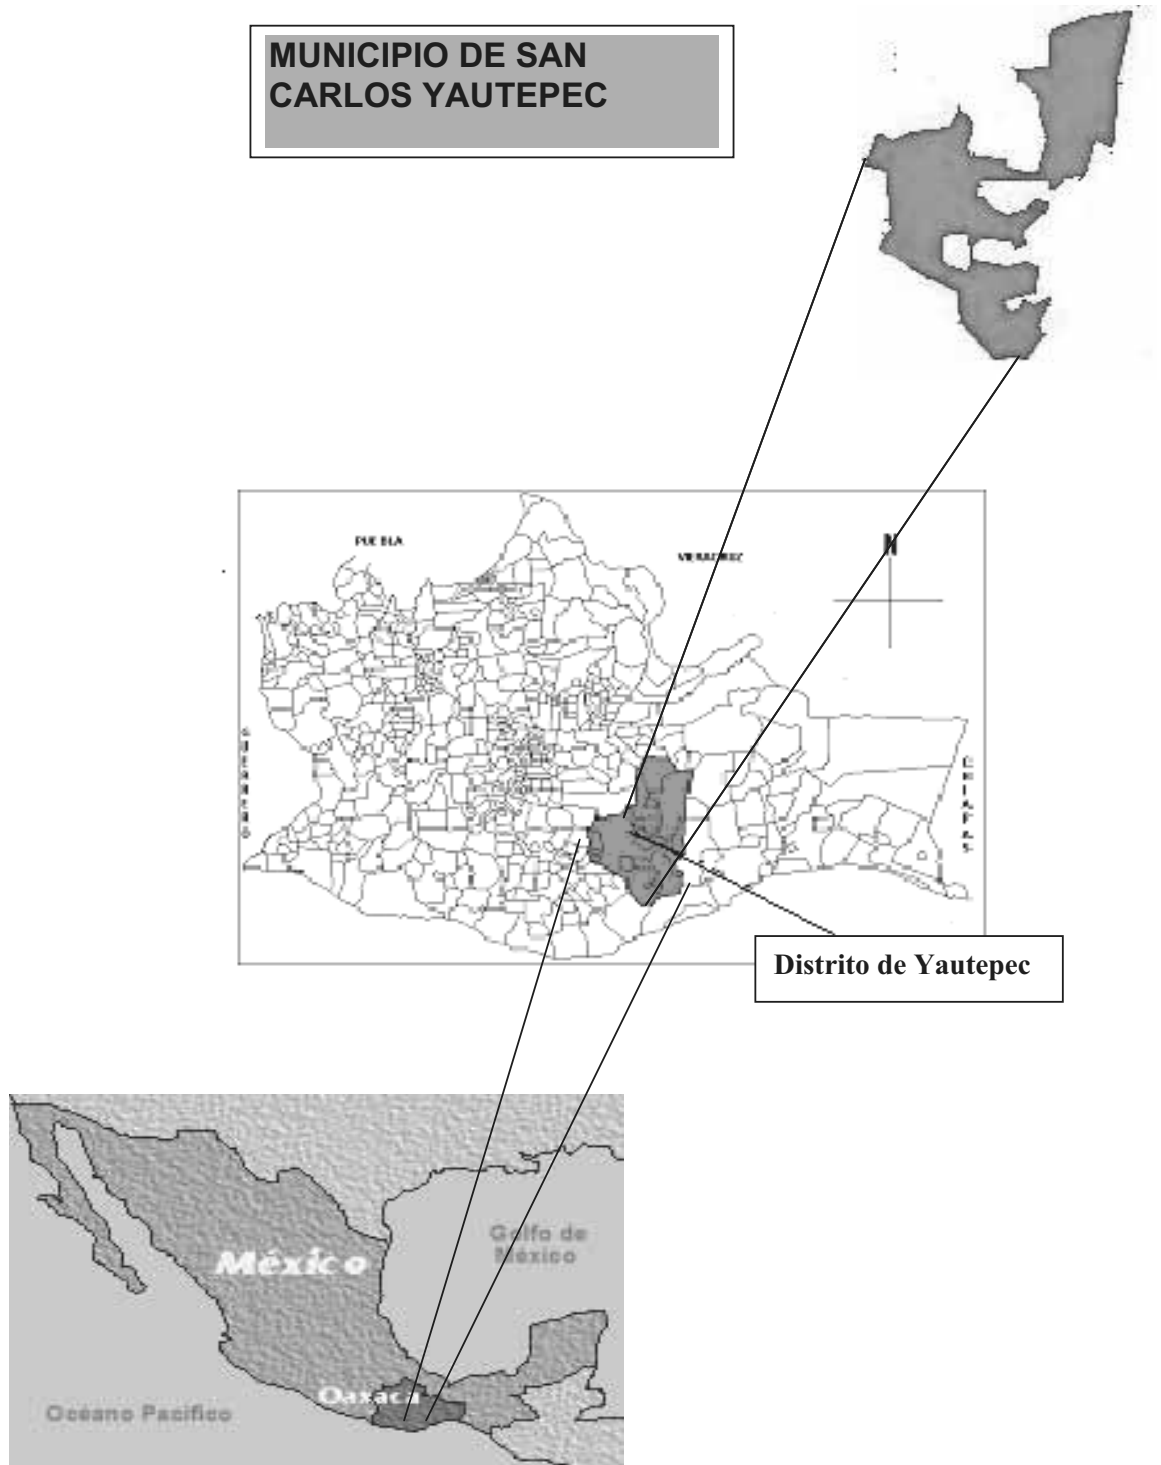 MUNICIPIO DE SAN
CARLOS YAUTEPEC
PUEBLA
VERACRUZ
N
GUERRERO
CHIAPAS
Distrito de Yautepec
México
Golfo de
México
Oaxaca
Océano Pacífico